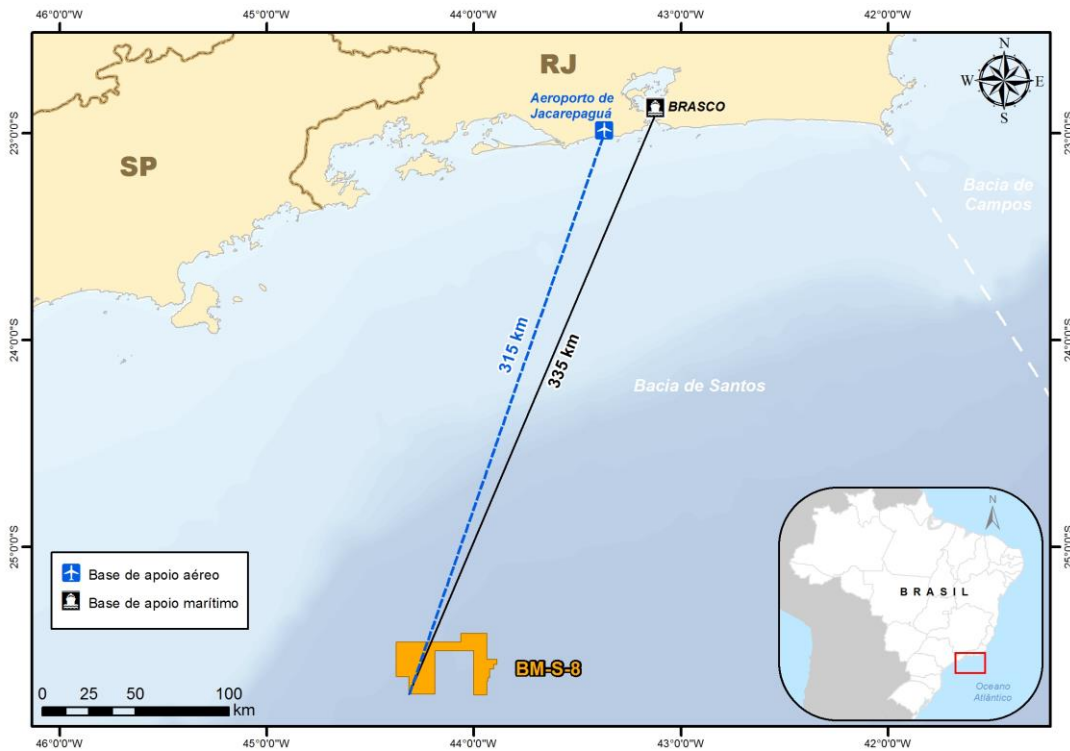 46°0'0"W
45°0'0"W
44°0'0"W
43°0'0"W
42°0'0"W
N
W
E
S
RJ
Aeroporto de
Jacarepaguá
BRASCO
23°0'0"S
23°0'0"S
SP
Bacia de
Campos
315 km
335 km
24°0'0"S
24°0'0"S
Bacia de Santos
25°0'0"S
25°0'0"S
Base de apoio aéreo
Base de apoio marítimo
N
BRASIL
Oceano
Atlântico
BM-S-8
0 25 50 100
km
46°0'0"W
45°0'0"W
44°0'0"W
43°0'0"W
42°0'0"W